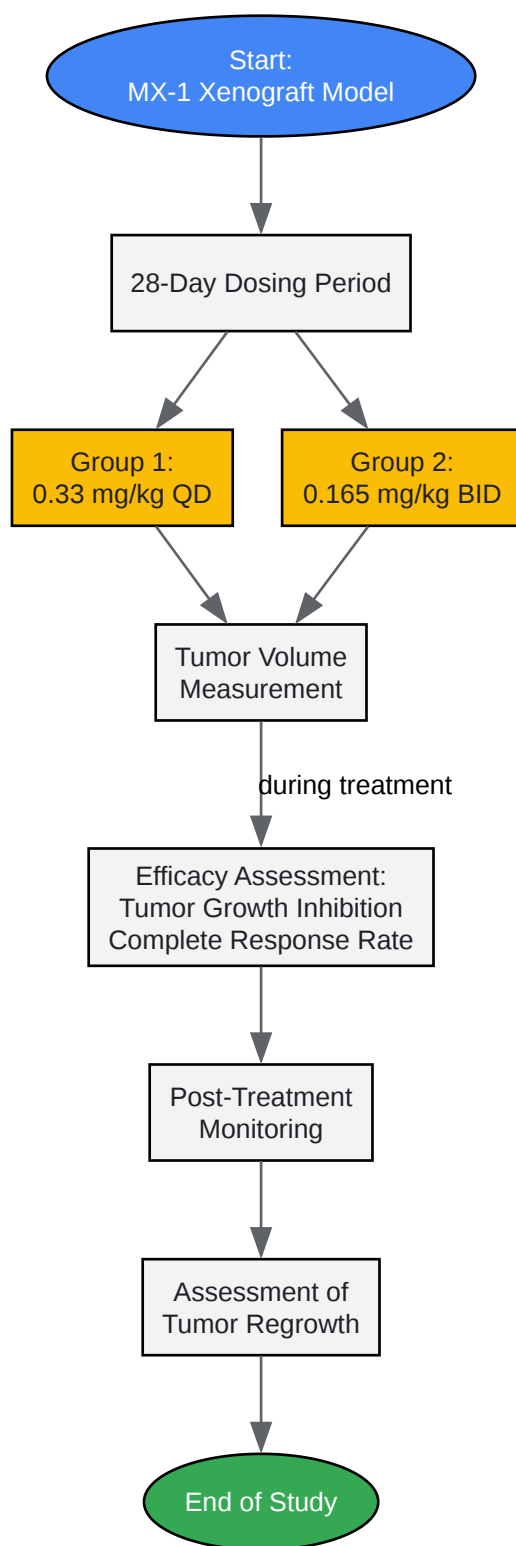 Start:
MX-1 Xenograft Model
28-Day Dosing Period
Group 1:
0.33 mg/kg QD
Group 2:
0.165 mg/kg BID
Tumor Volume
Measurement
during treatment
Efficacy Assessment:
Tumor Growth Inhibition
Complete Response Rate
Post-Treatment
Monitoring
Assessment of
Tumor Regrowth
End of Study